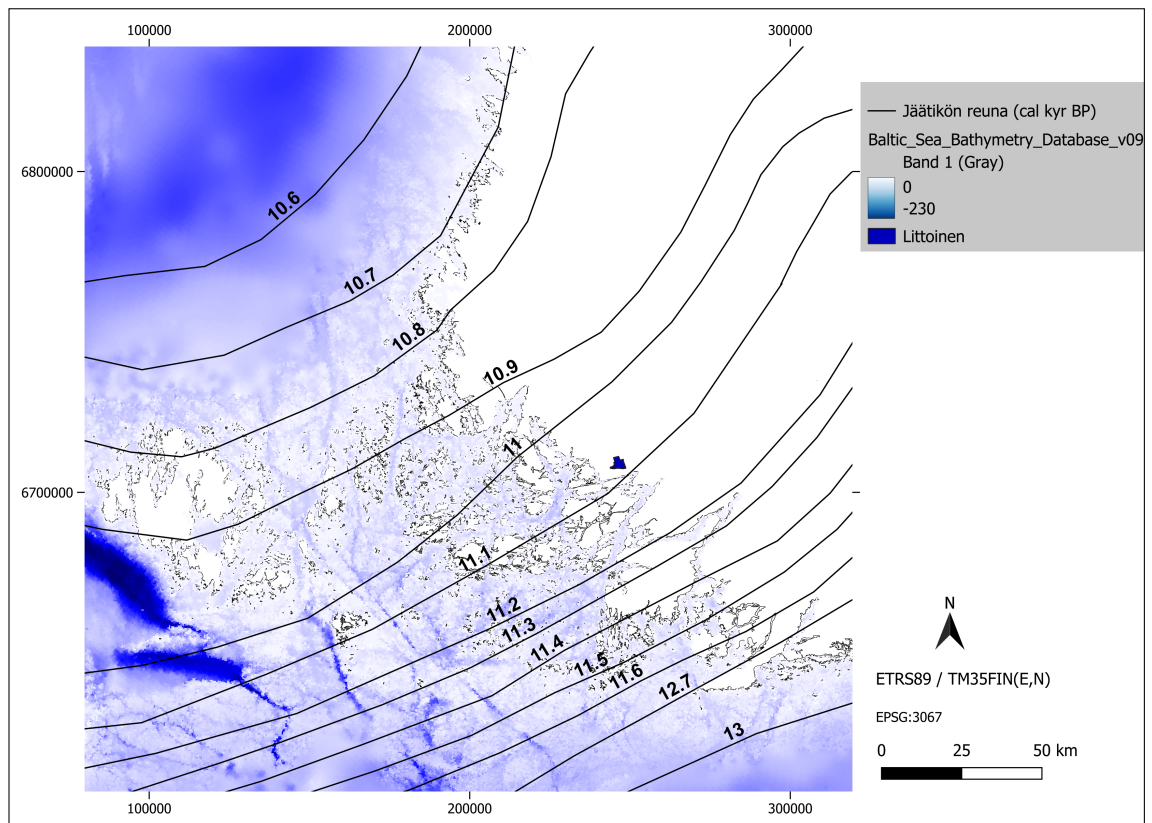 100000 200000 300000
Jäätikön reuna (cal kyr BP)
Baltic_Sea_Bathymetry_Database_v09
Band 1 (Gray)
0
-230
Littoinen
6800000
10.6
10.7
10.8
10.9
11
6700000
11.1
11.2
11.3
11.4
11.5
11.6
12.7
13
N
ETRS89 / TM35FIN(E,N)
EPSG:3067
0 25 50 km
100000 200000 300000